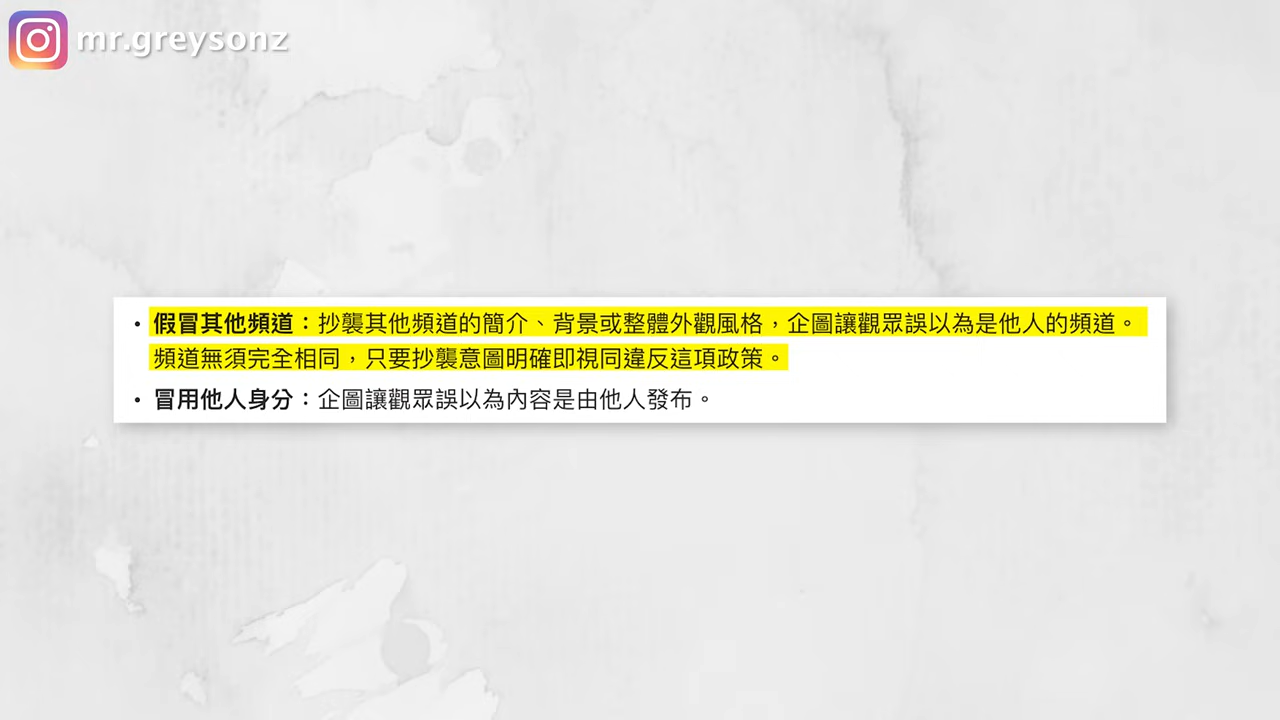 mr.greysonz
• 假冒其他頻道：抄襲其他頻道的簡介、背景或整體外觀風格，企圖讓觀眾誤以為是他人的頻道。
頻道無須完全相同，只要抄襲意圖明確即視同違反這項政策。
• 冒用他人身分：企圖讓觀眾誤以為內容是由他人發布。